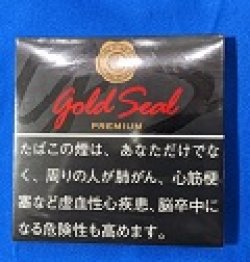 Gold Seal
PREMIUM
たばこの煙は、あなただけでな
く、周りの人が肺がん、心筋梗
塞など虚血性心疾患、脳卒中に
なる危険性も高めます。